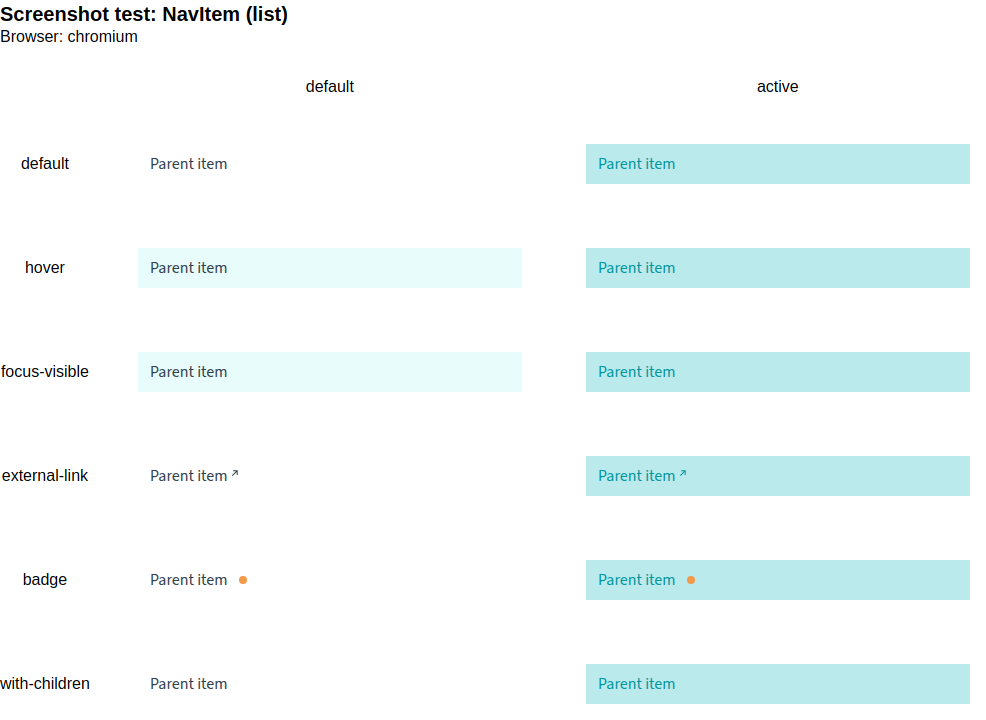 Screenshot test: NavItem (list)
Browser: chromium
default active
default Parent item Parent item
hover Parent item Parent item
focus-visible Parent item Parent item
external-link Parent item ↗ Parent item ↗
badge Parent item Parent item
with-children Parent item Parent item